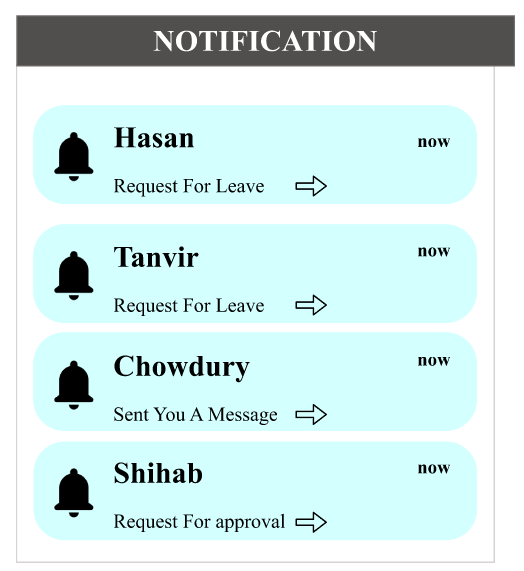 NOTIFICATION
Hasan
now
Request For Leave
Tanvir
now
Request For Leave
Chowdury
now
Sent You A Message
Shihab
now
Request For approval